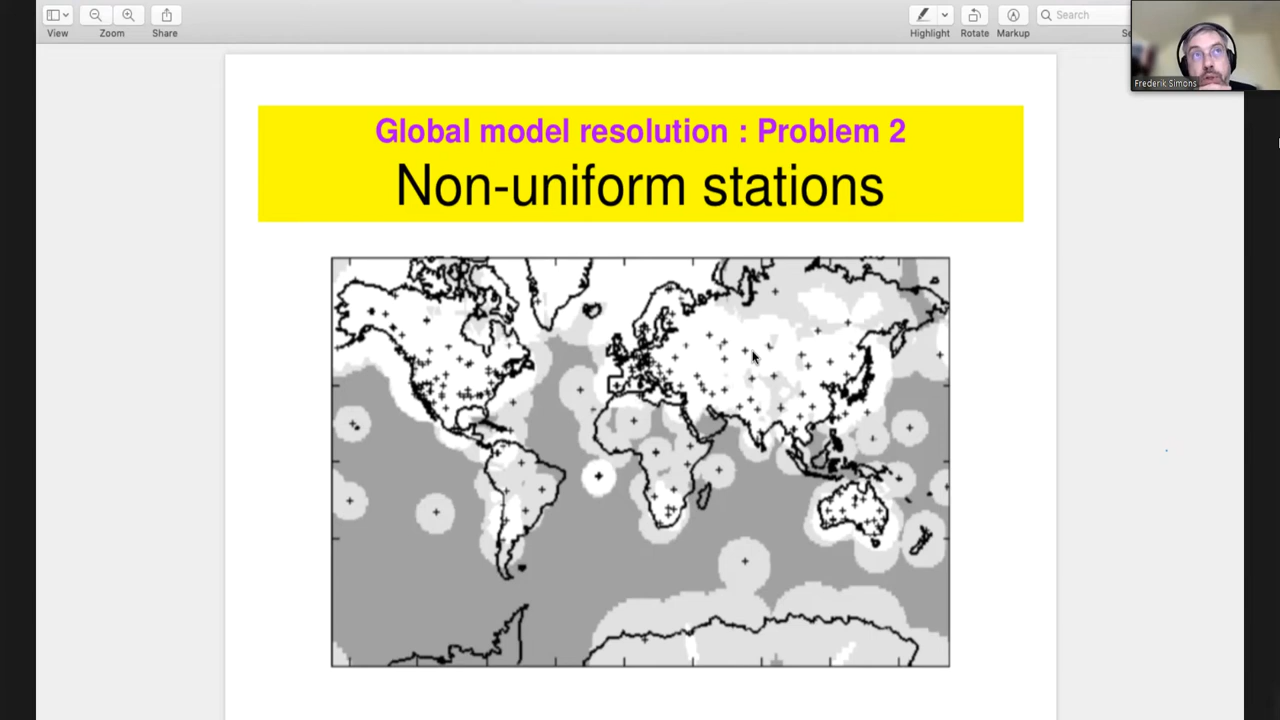 View
Zoom
Share
Highlight
Rotate
Markup
Search
Frederik Simons
Global model resolution : Problem 2
Non-uniform stations